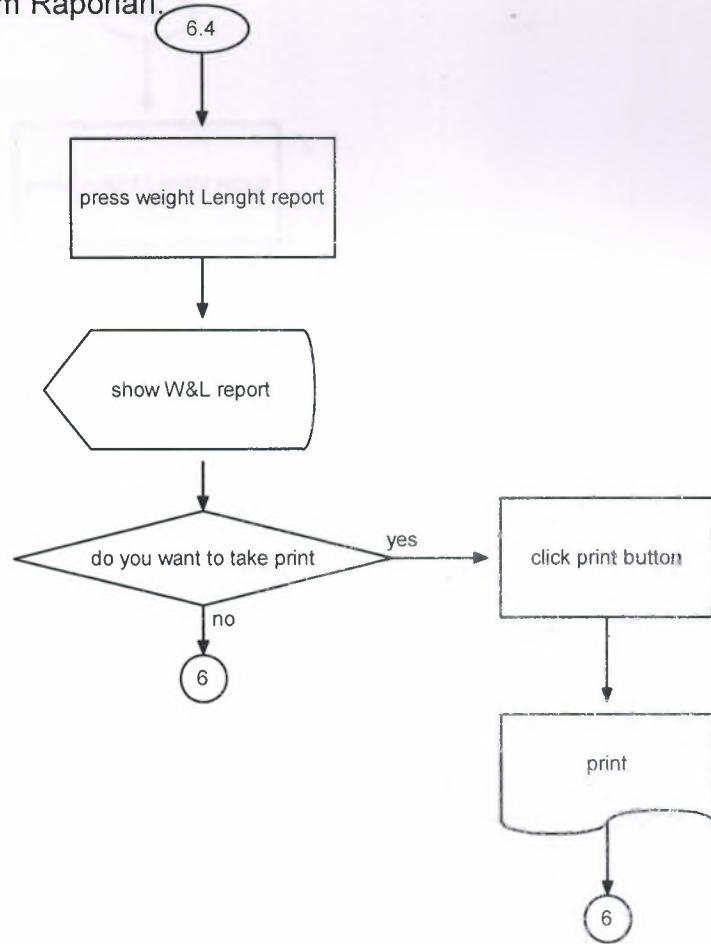 6.4
press weight Lenght report
show W&L report
do you want to take print
yes
click print button
no
6
print
6